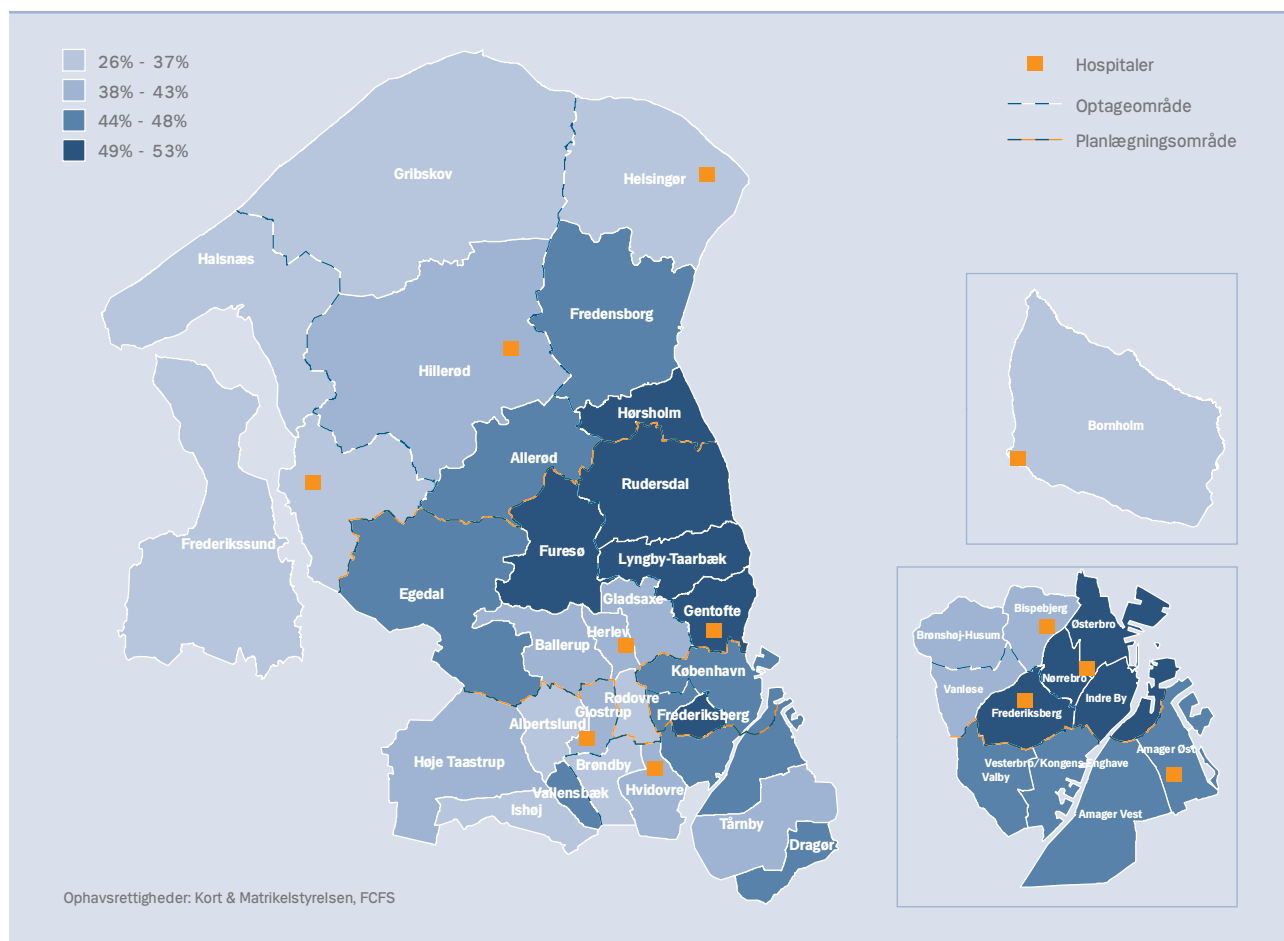 26% - 37%
38% - 43%
44% - 48%
49% - 53%
Hospitaler
Optageområde
Planlægningsområde
Gribskov
Helsingør
Halsnæs
Fredensborg
Hillerød
Hørsholm
Allerød
Rudersdal
Frederikssund
Furesø
Lyngby-Taarbæk
Egedal
Gladsaxe
Gentofte
Herlev
Ballerup
København
Rødovre
Glostrup
Frederiksberg
Albertslund
Høje Taastrup
Brøndby
Vallensbæk
Hvidovre
Ishøj
Tårnby
Dragør
Bornholm
Bispebjerg
Østerbro
Brønshøj-Husum
Nørrebro
Vanløse
Indre By
Frederiksberg
Amager Øst
Vesterbro/Kongens Enghave
Valby
Amager Vest
Ophavsrettigheder: Kort & Matrikelstyrelsen, FCFS